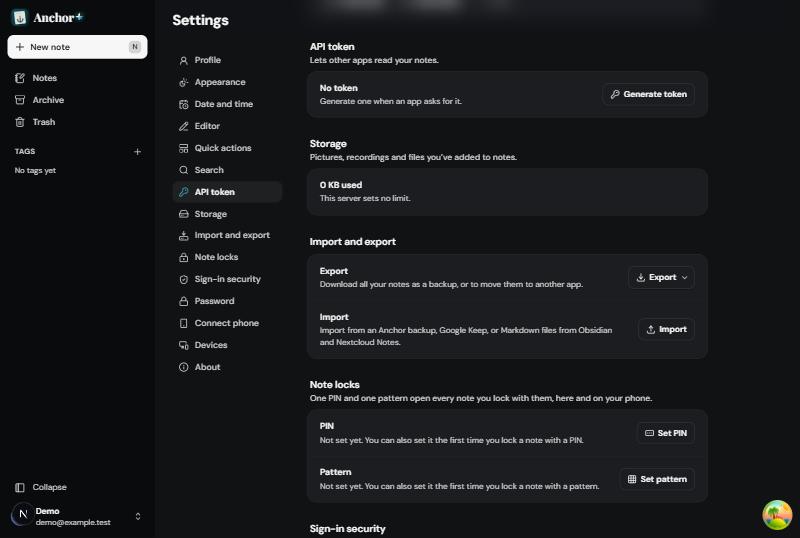 Anchor+
New note
N
Notes
Archive
Trash
TAGS
No tags yet
Collapse
N
Demo
demo@example.test
Settings
Profile
Appearance
Date and time
Editor
Quick actions
Search
API token
Storage
Import and export
Note locks
Sign-in security
Password
Connect phone
Devices
About
API token
Lets other apps read your notes.
No token
Generate one when an app asks for it.
Generate token
Storage
Pictures, recordings and files you've added to notes.
0 KB used
This server sets no limit.
Import and export
Export
Download all your notes as a backup, or to move them to another app.
Export
Import
Import from an Anchor backup, Google Keep, or Markdown files from Obsidian
and Nextcloud Notes.
Import
Note locks
One PIN and one pattern open every note you lock with them, here and on your phone.
PIN
Not set yet. You can also set it the first time you lock a note with a PIN.
Set PIN
Pattern
Not set yet. You can also set it the first time you lock a note with a pattern.
Set pattern
Sign-in security